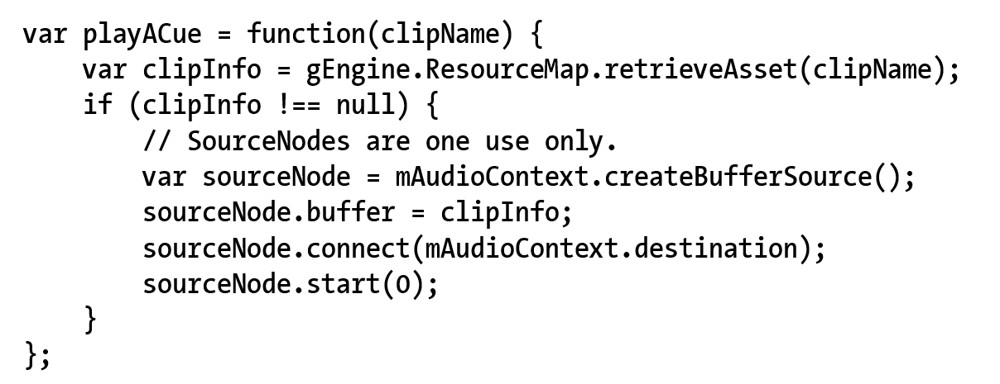 var playACue = function(clipName) {
    var clipInfo = gEngine.ResourceMap.retrieveAsset(clipName);
    if (clipInfo !== null) {
        // SourceNodes are one use only.
        var sourceNode = mAudioContext.createBufferSource();
        sourceNode.buffer = clipInfo;
        sourceNode.connect(mAudioContext.destination);
        sourceNode.start(0);
    }
};